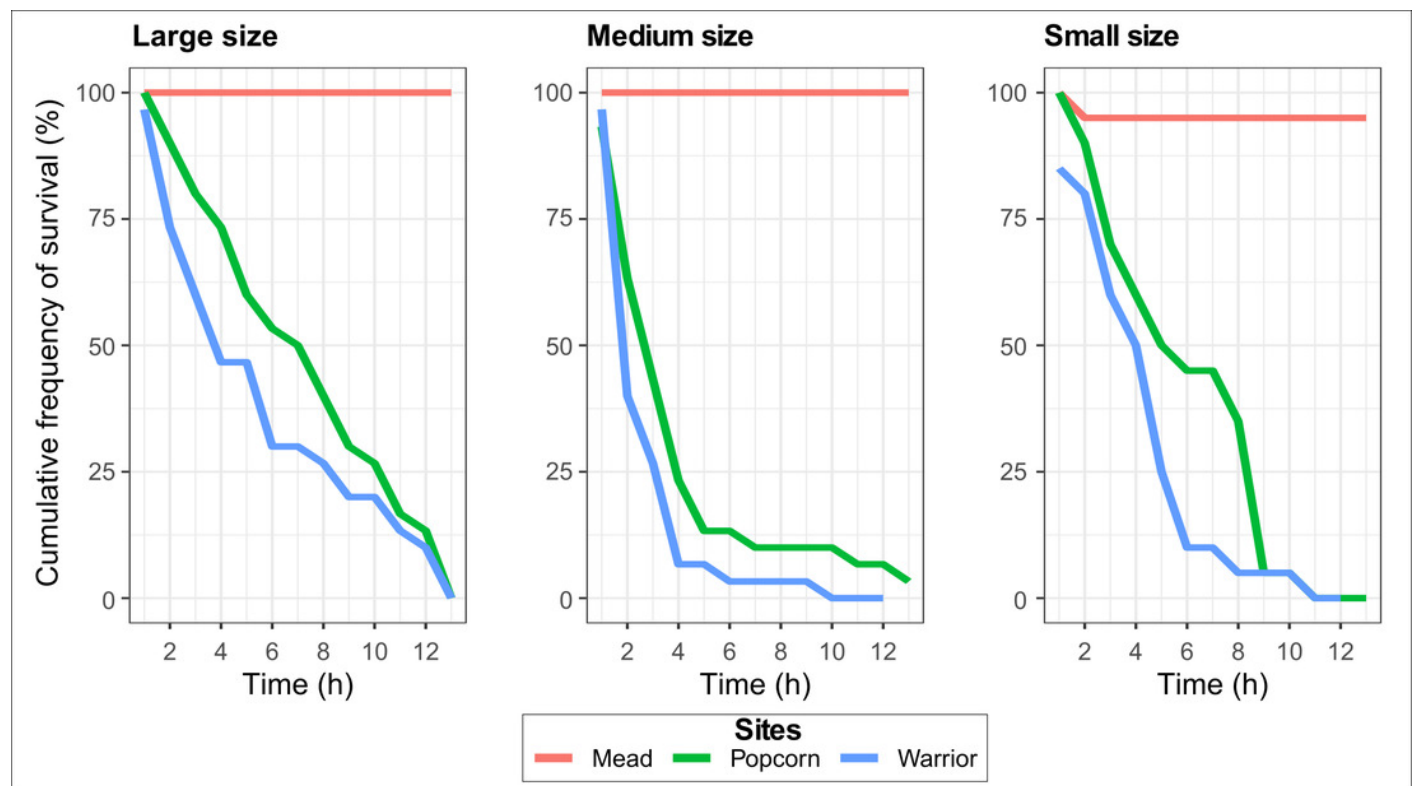 Large size
Medium size
Small size
Cumulative frequency of survival (%)
100
75
50
25
0
100
75
50
25
0
100
75
50
25
0
2 4 6 8 10 12
2 4 6 8 10 12
2 4 6 8 10 12
Time (h)
Time (h)
Time (h)
Sites
Mead Popcorn Warrior